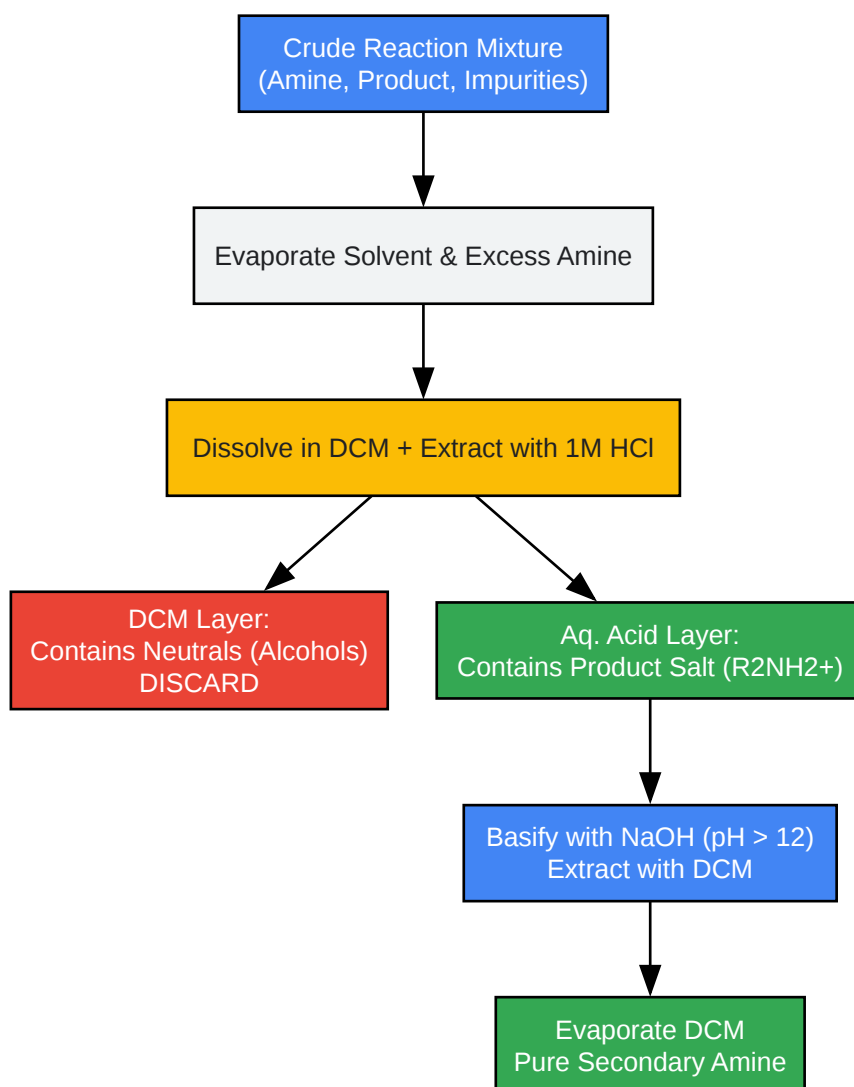 Crude Reaction Mixture
(Amine, Product, Impurities)
Evaporate Solvent & Excess Amine
Dissolve in DCM + Extract with 1M HCl
DCM Layer:
Contains Neutrals (Alcohols)
DISCARD
Aq. Acid Layer:
Contains Product Salt (R2NH2+)
Basify with NaOH (pH > 12)
Extract with DCM
Evaporate DCM
Pure Secondary Amine